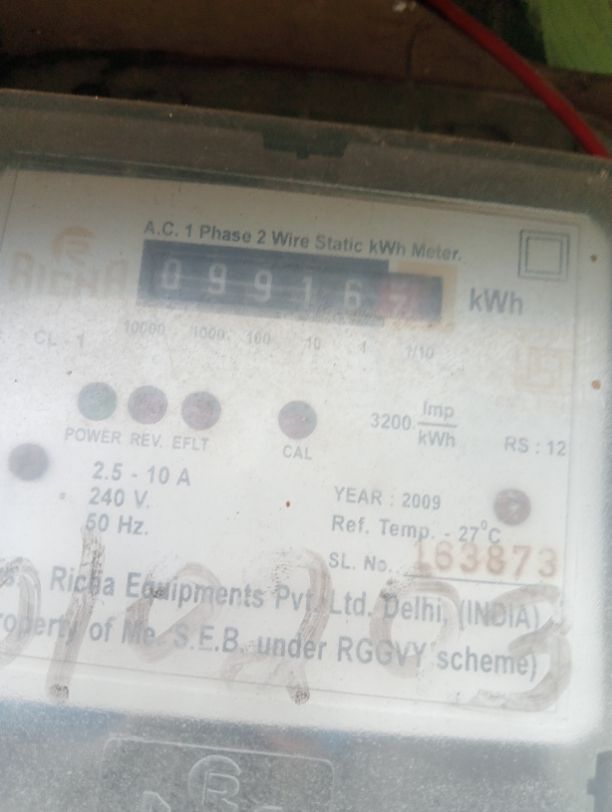 A.C. 1 Phase 2 Wire Static kWh Meter.
RICHA
09916 kWh
CL - 1 10000 1000 100 10 1 1/10
POWER REV. EFLT CAL
3200 Imp/kWh
RS : 12
2.5 - 10 A
240 V.
50 Hz.
YEAR : 2009
Ref. Temp. - 27°C
SL. No. 163873
Richa Equipments Pvt. Ltd. Delhi, (INDIA)
of Me. S.E.B. under RGGVY scheme)